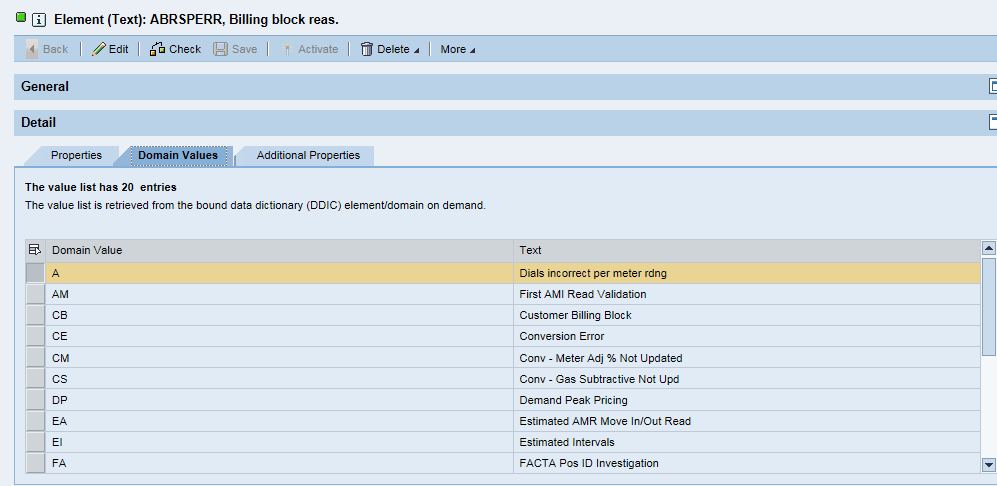 Element (Text): ABRSPERR, Billing block reas.
Back Edit Check Save Activate Delete More
General
Detail
Properties Domain Values Additional Properties
The value list has 20 entries
The value list is retrieved from the bound data dictionary (DDIC) element/domain on demand.
Domain Value Text
A Dials incorrect per meter rdng
AM First AMI Read Validation
CB Customer Billing Block
CE Conversion Error
CM Conv - Meter Adj % Not Updated
CS Conv - Gas Subtractive Not Upd
DP Demand Peak Pricing
EA Estimated AMR Move In/Out Read
EI Estimated Intervals
FA FACTA Pos ID Investigation